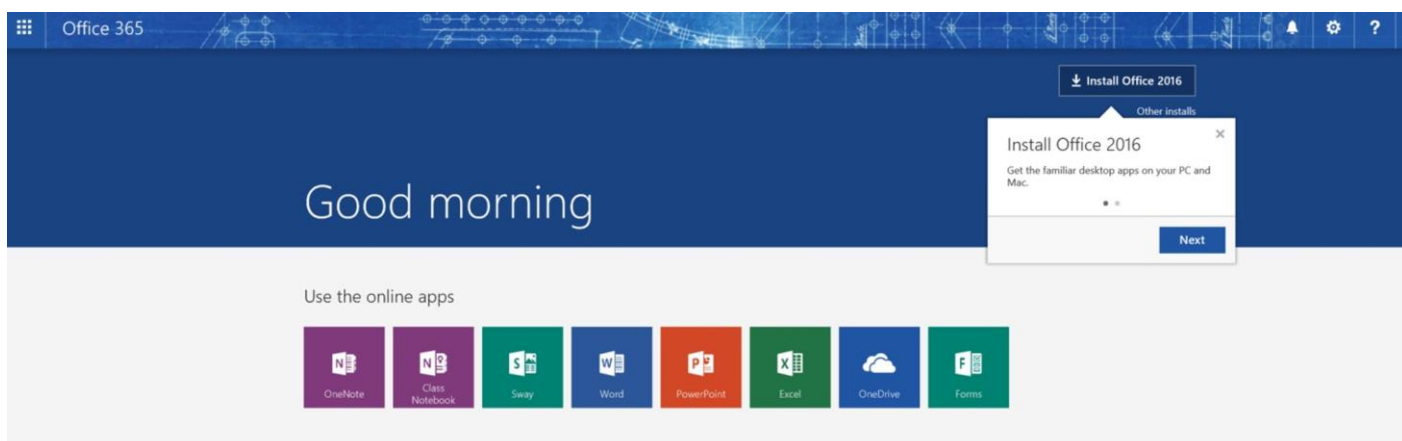 Office 365
?
Install Office 2016
Other installs
Install Office 2016
Get the familiar desktop apps on your PC and
Mac.
Next
Good morning
Use the online apps
N
OneNote
N
Class
Notebook
S
Sway
W
Word
P
PowerPoint
X
Excel
OneDrive
F
Forms